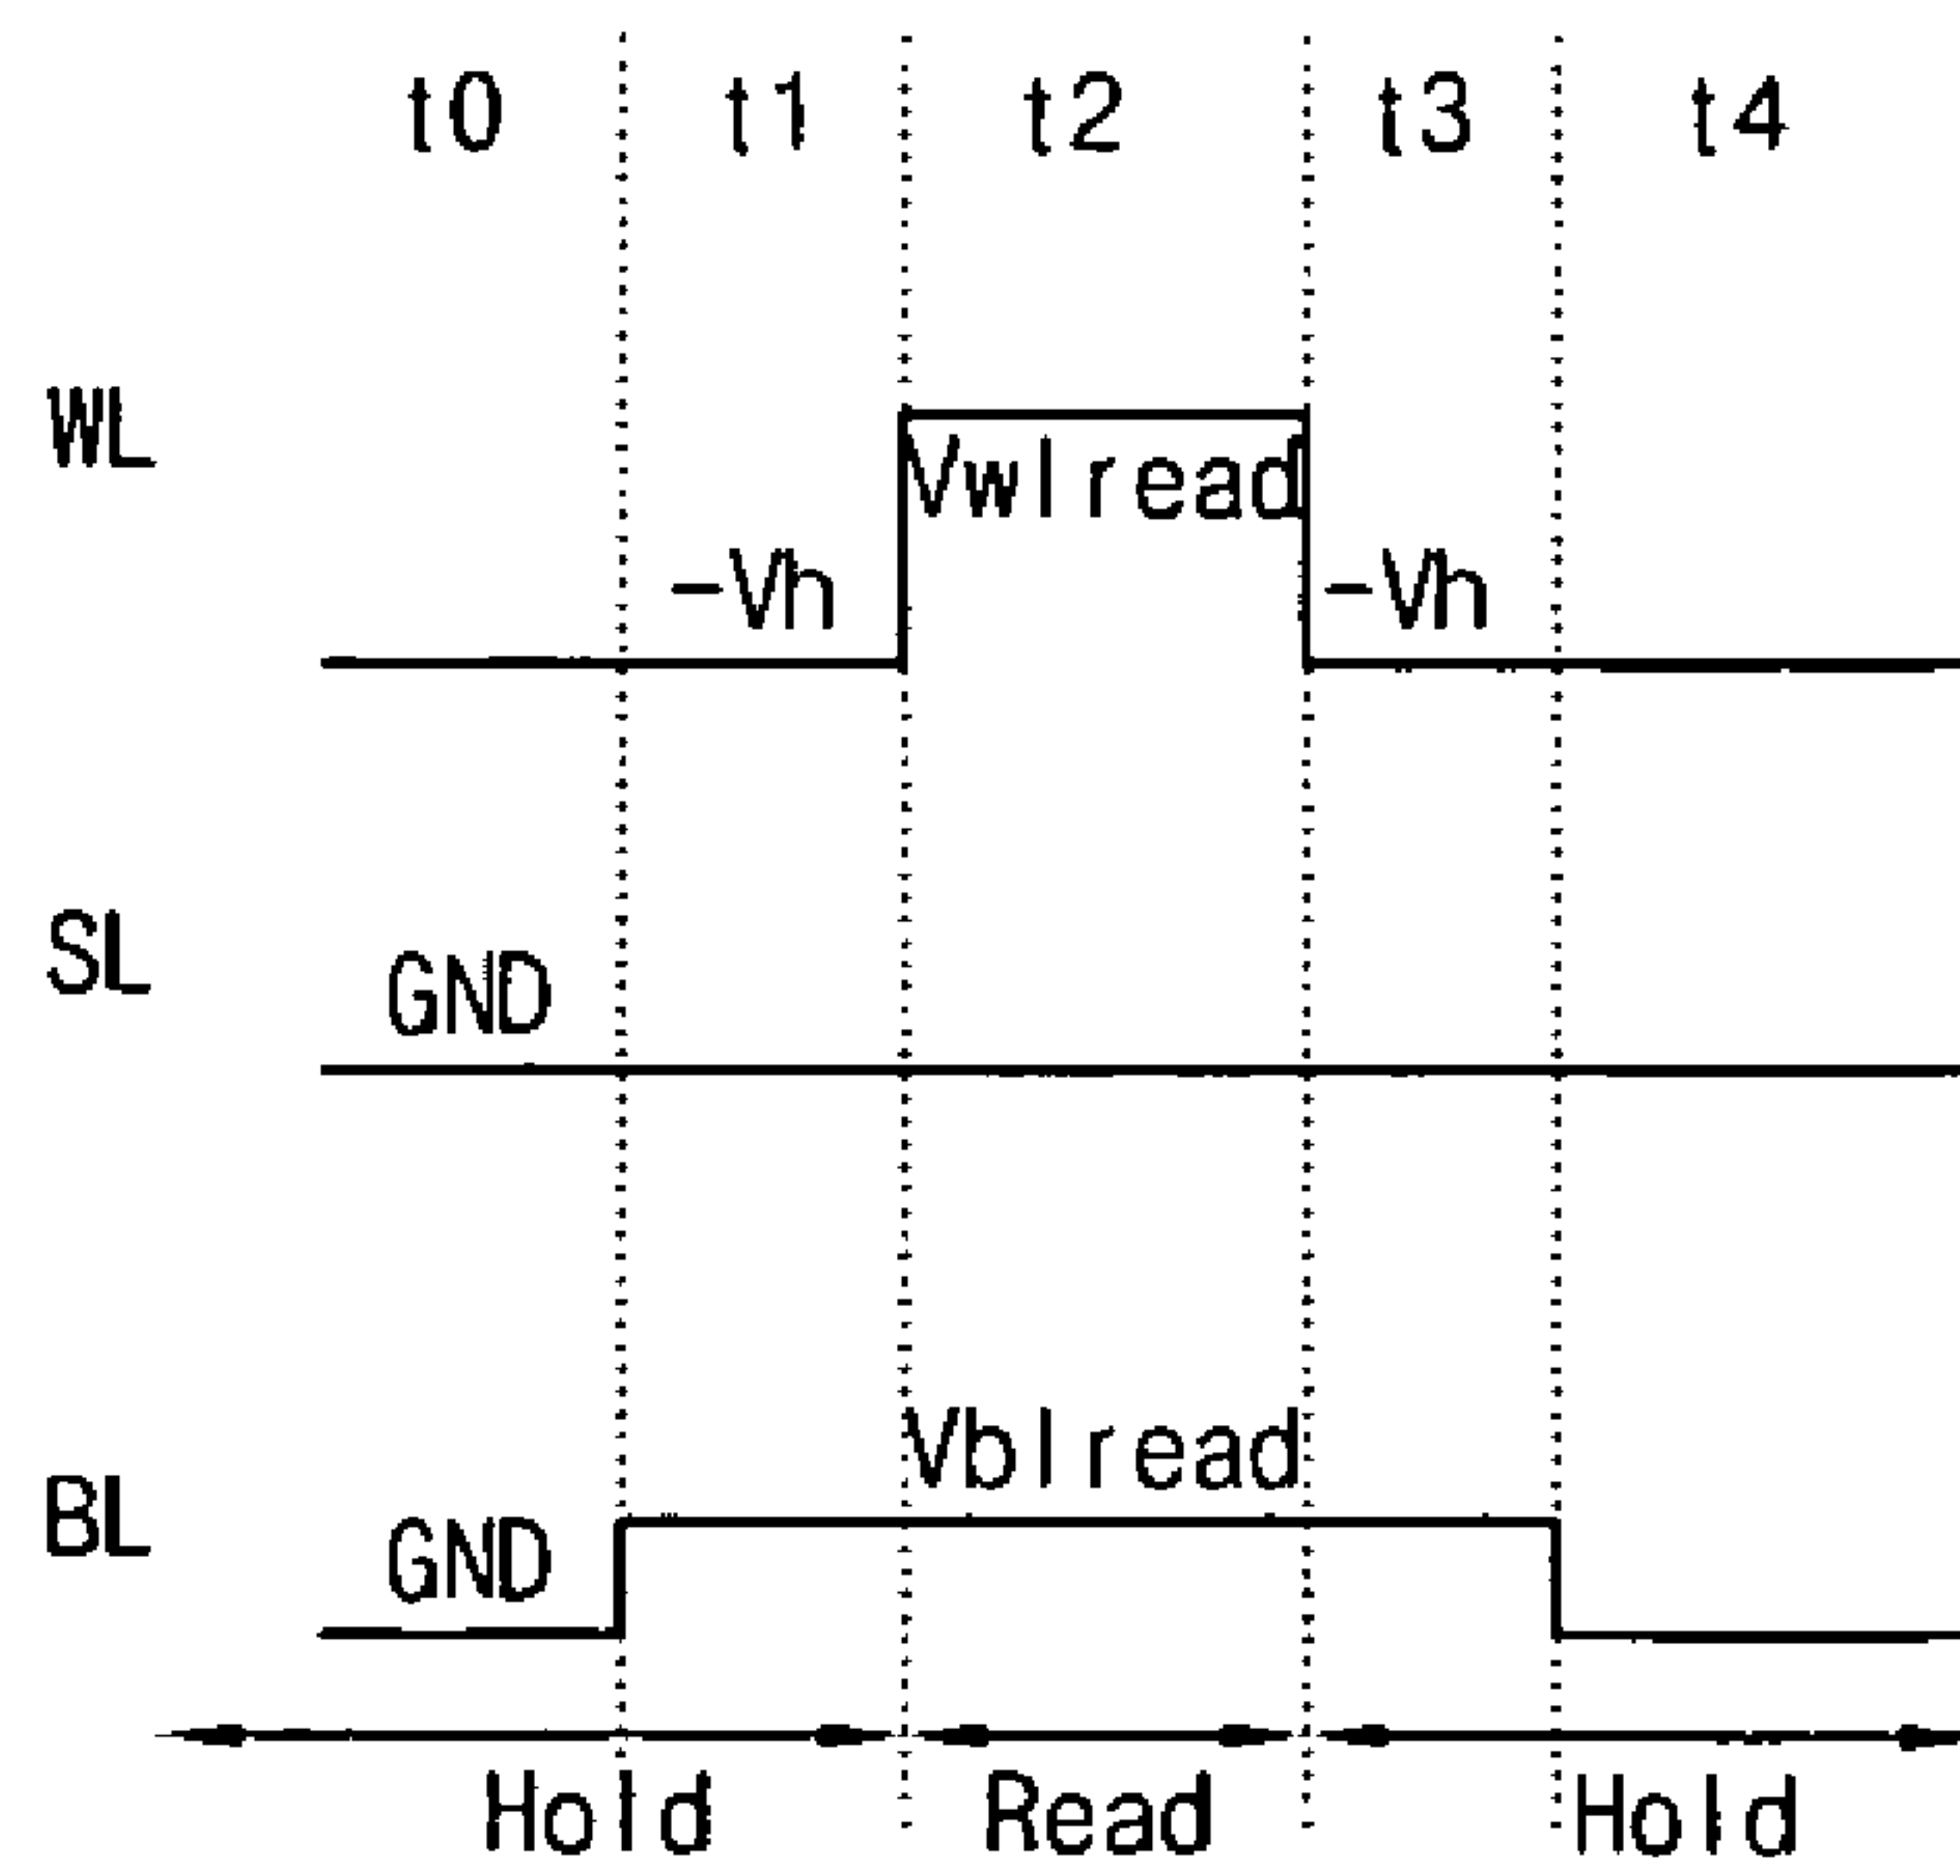 t0 t1 t2 t3 t4
WL
Vwlread
-Vh -Vh
SL
GND
Vblread
BL
GND
Hold Read Hold